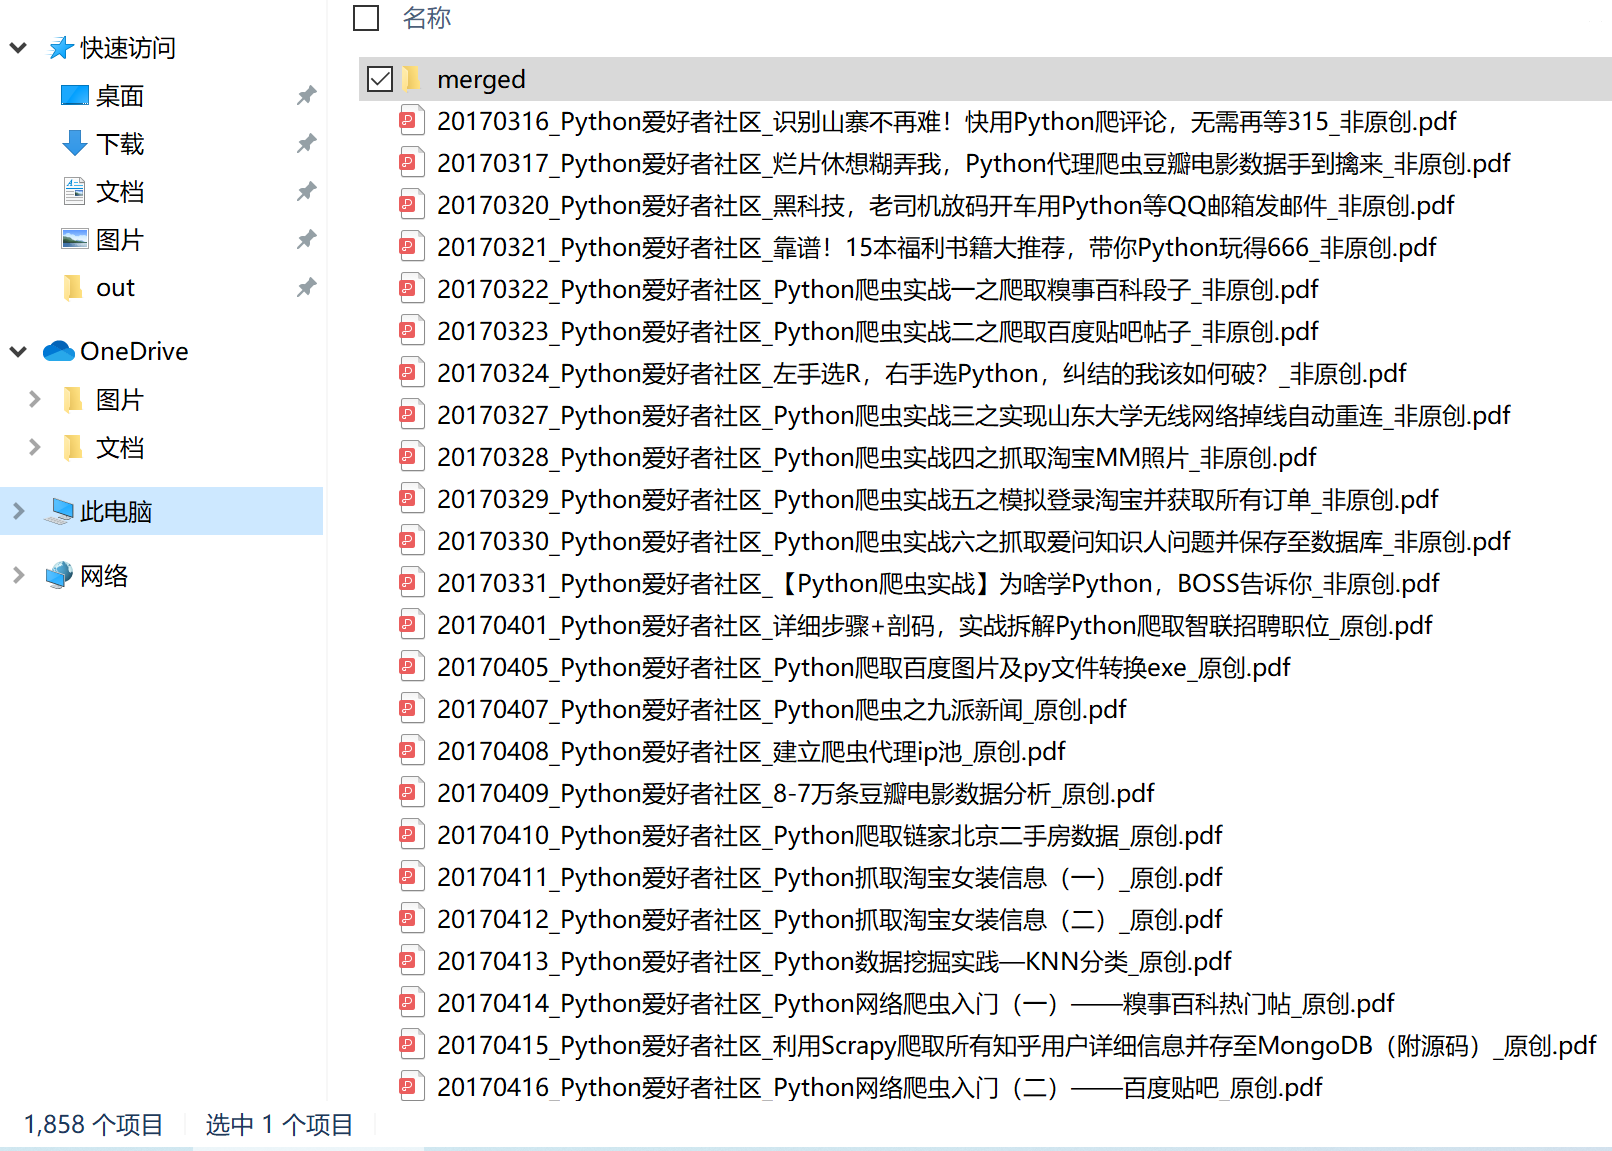 快速访问
桌面
下载
文档
图片
out
OneDrive
图片
文档
此电脑
网络
名称
merged
20170316_Python爱好者社区_识别山寨不再难！快用Python爬评论，无需再等315_非原创.pdf
20170317_Python爱好者社区_烂片休想糊弄我，Python代理爬虫豆瓣电影数据手到擒来_非原创.pdf
20170320_Python爱好者社区_黑科技，老司机放码开车用Python等QQ邮箱发邮件_非原创.pdf
20170321_Python爱好者社区_靠谱！15本福利书籍大推荐，带你Python玩得666_非原创.pdf
20170322_Python爱好者社区_Python爬虫实战一之爬取糗事百科段子_非原创.pdf
20170323_Python爱好者社区_Python爬虫实战二之爬取百度贴吧帖子_非原创.pdf
20170324_Python爱好者社区_左手选R，右手选Python，纠结的我该如何破？_非原创.pdf
20170327_Python爱好者社区_Python爬虫实战三之实现山东大学无线网络掉线自动重连_非原创.pdf
20170328_Python爱好者社区_Python爬虫实战四之抓取淘宝MM照片_非原创.pdf
20170329_Python爱好者社区_Python爬虫实战五之模拟登录淘宝并获取所有订单_非原创.pdf
20170330_Python爱好者社区_Python爬虫实战六之抓取爱问知识人问题并保存至数据库_非原创.pdf
20170331_Python爱好者社区_【Python爬虫实战】为啥学Python，BOSS告诉你_非原创.pdf
20170401_Python爱好者社区_详细步骤+剖码，实战拆解Python爬取智联招聘职位_原创.pdf
20170405_Python爱好者社区_Python爬取百度图片及py文件转换exe_原创.pdf
20170407_Python爱好者社区_Python爬虫之九派新闻_原创.pdf
20170408_Python爱好者社区_建立爬虫代理ip池_原创.pdf
20170409_Python爱好者社区_8-7万条豆瓣电影数据分析_原创.pdf
20170410_Python爱好者社区_Python爬取链家北京二手房数据_原创.pdf
20170411_Python爱好者社区_Python抓取淘宝女装信息（一）_原创.pdf
20170412_Python爱好者社区_Python抓取淘宝女装信息（二）_原创.pdf
20170413_Python爱好者社区_Python数据挖掘实践—KNN分类_原创.pdf
20170414_Python爱好者社区_Python网络爬虫入门（一）——糗事百科热门帖_原创.pdf
20170415_Python爱好者社区_利用Scrapy爬取所有知乎用户详细信息并存至MongoDB（附源码）_原创.pdf
20170416_Python爱好者社区_Python网络爬虫入门（二）——百度贴吧_原创.pdf
1,858 个项目 选中 1 个项目